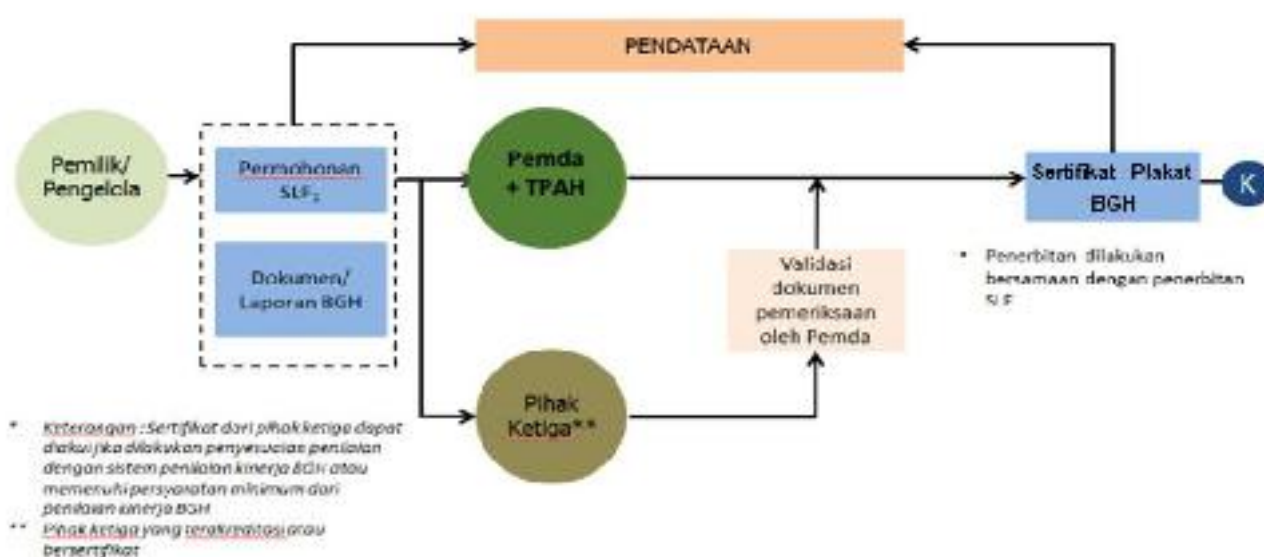 PENDATAAN
Pemilik/
Pengelola
Permohonan
SLF₁
Dokumen/
Laporan BGH
Pemda
+ TPAH
Pihak
Ketiga**
Validasi
dokumen
pemeriksaan
oleh Pemda
Sertifikat Plakat
BGH
K
* Penerbitan dilakukan
bersamaan dengan penerbitan
SLF
* Keterangan : Sertifikat dari pihak ketiga dapat
diakui jika dilakukan penyesuaian penilaian
dengan sistem penilaian kinerja BGH atau
memenuhi persyaratan minimum dari
penilaian kinerja BGH
** Pihak ketiga yang terakreditasi atau
bersertifikat